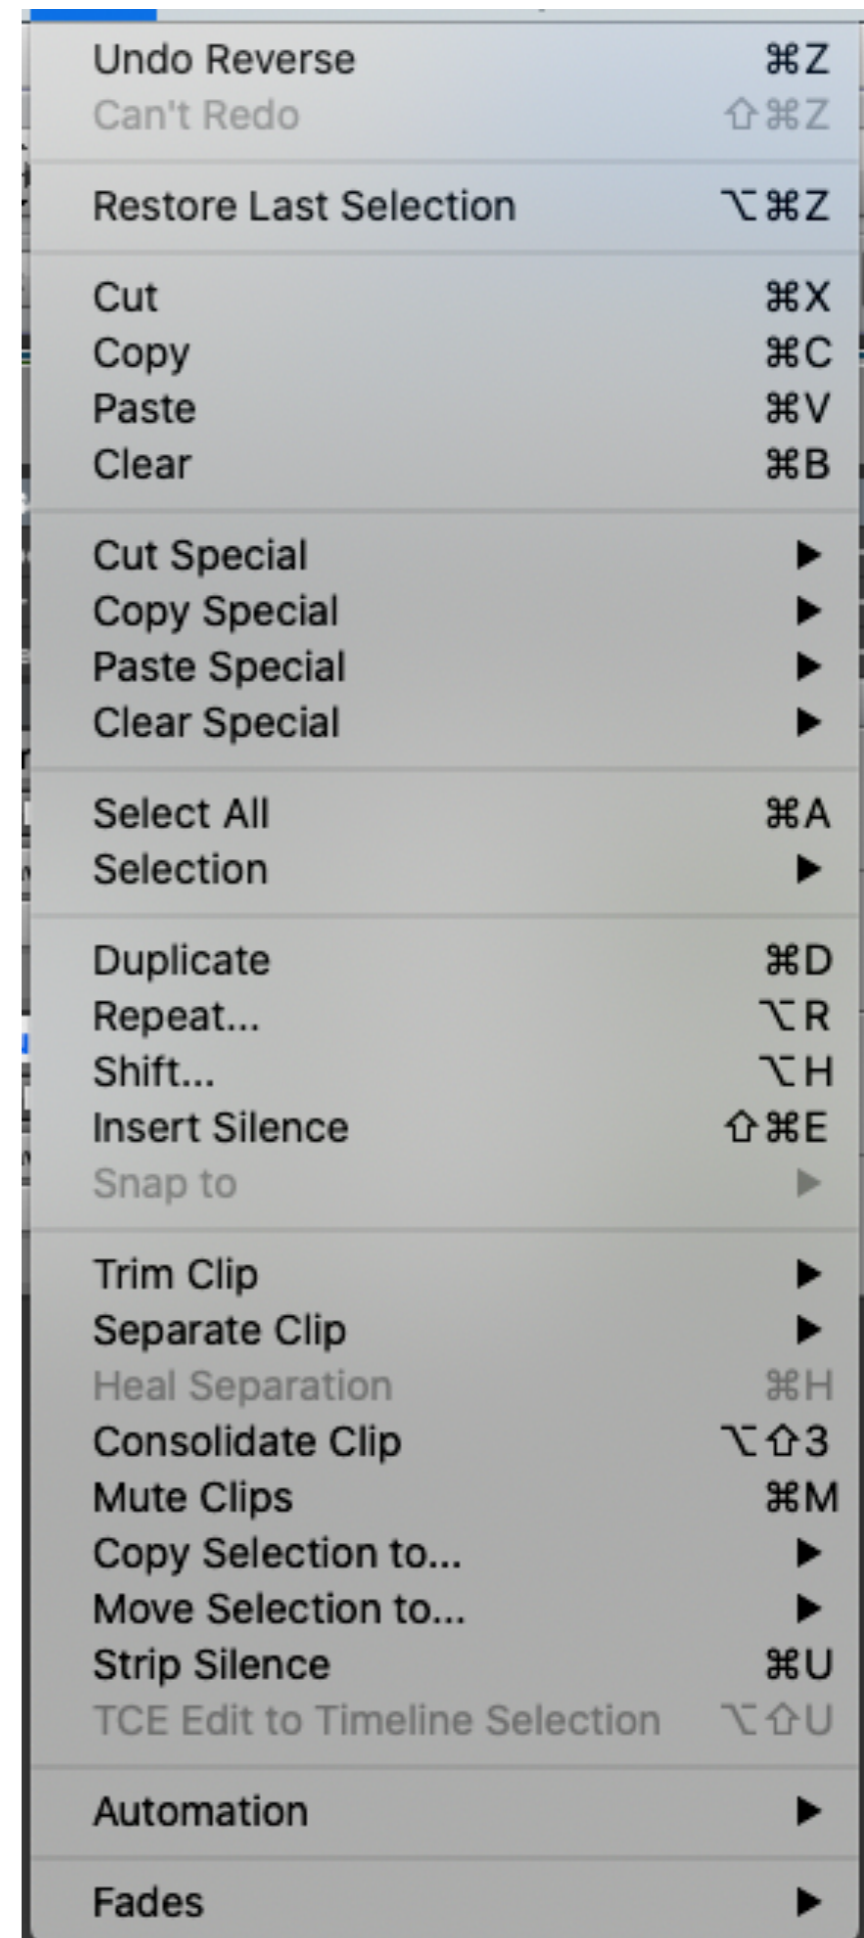 Undo Reverse ⌘Z
Can't Redo ⇧⌘Z
Restore Last Selection ⌥⌘Z
Cut ⌘X
Copy ⌘C
Paste ⌘V
Clear ⌘B
Cut Special ▶
Copy Special ▶
Paste Special ▶
Clear Special ▶
Select All ⌘A
Selection ▶
Duplicate ⌘D
Repeat... ⌥R
Shift... ⌥H
Insert Silence ⇧⌘E
Snap to ▶
Trim Clip ▶
Separate Clip ▶
Heal Separation ⌘H
Consolidate Clip ⌥⇧3
Mute Clips ⌘M
Copy Selection to... ▶
Move Selection to... ▶
Strip Silence ⌘U
TCE Edit to Timeline Selection ⌥⇧U
Automation ▶
Fades ▶